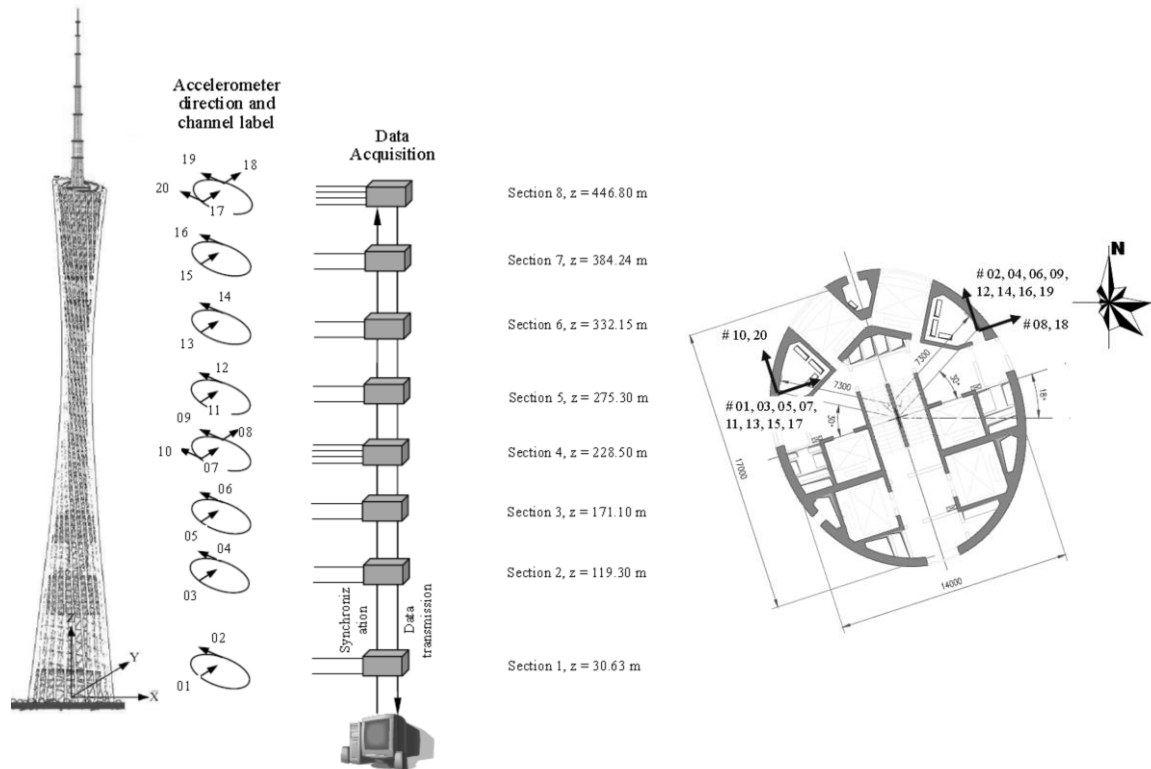 Accelerometer
direction and
channel label
Data
Acquisition
19
18
20
17
Section 8, z = 446.80 m
16
15
Section 7, z = 384.24 m
14
13
Section 6, z = 332.15 m
12
11
Section 5, z = 275.30 m
09
08
10
07
Section 4, z = 228.50 m
06
05
Section 3, z = 171.10 m
04
03
Section 2, z = 119.30 m
02
01
Section 1, z = 30.63 m
Synchroniz
ation
Data
transmission
Z
Y
X
N
# 02, 04, 06, 09,
12, 14, 16, 19
# 08, 18
# 10, 20
# 01, 03, 05, 07,
11, 13, 15, 17
7300
7300
30°
30°
18°
17000
14000